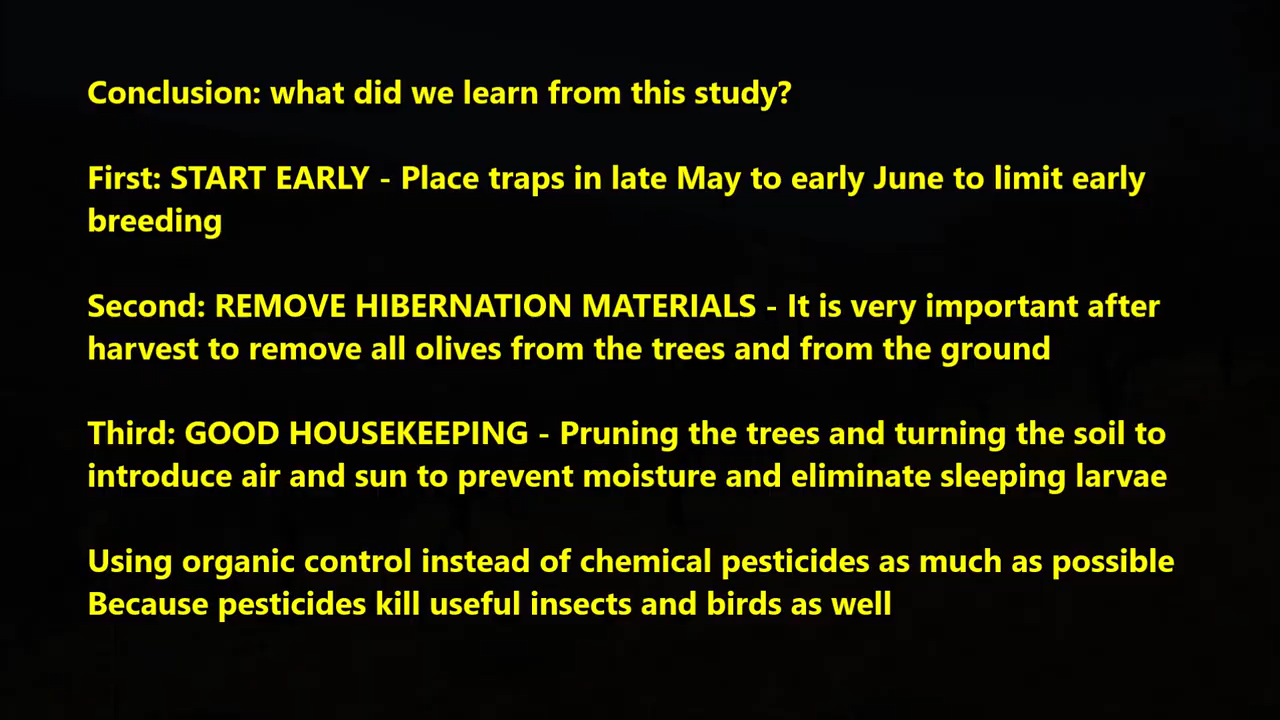 Conclusion: what did we learn from this study?
First: START EARLY - Place traps in late May to early June to limit early
breeding
Second: REMOVE HIBERNATION MATERIALS - It is very important after
harvest to remove all olives from the trees and from the ground
Third: GOOD HOUSEKEEPING - Pruning the trees and turning the soil to
introduce air and sun to prevent moisture and eliminate sleeping larvae
Using organic control instead of chemical pesticides as much as possible
Because pesticides kill useful insects and birds as well